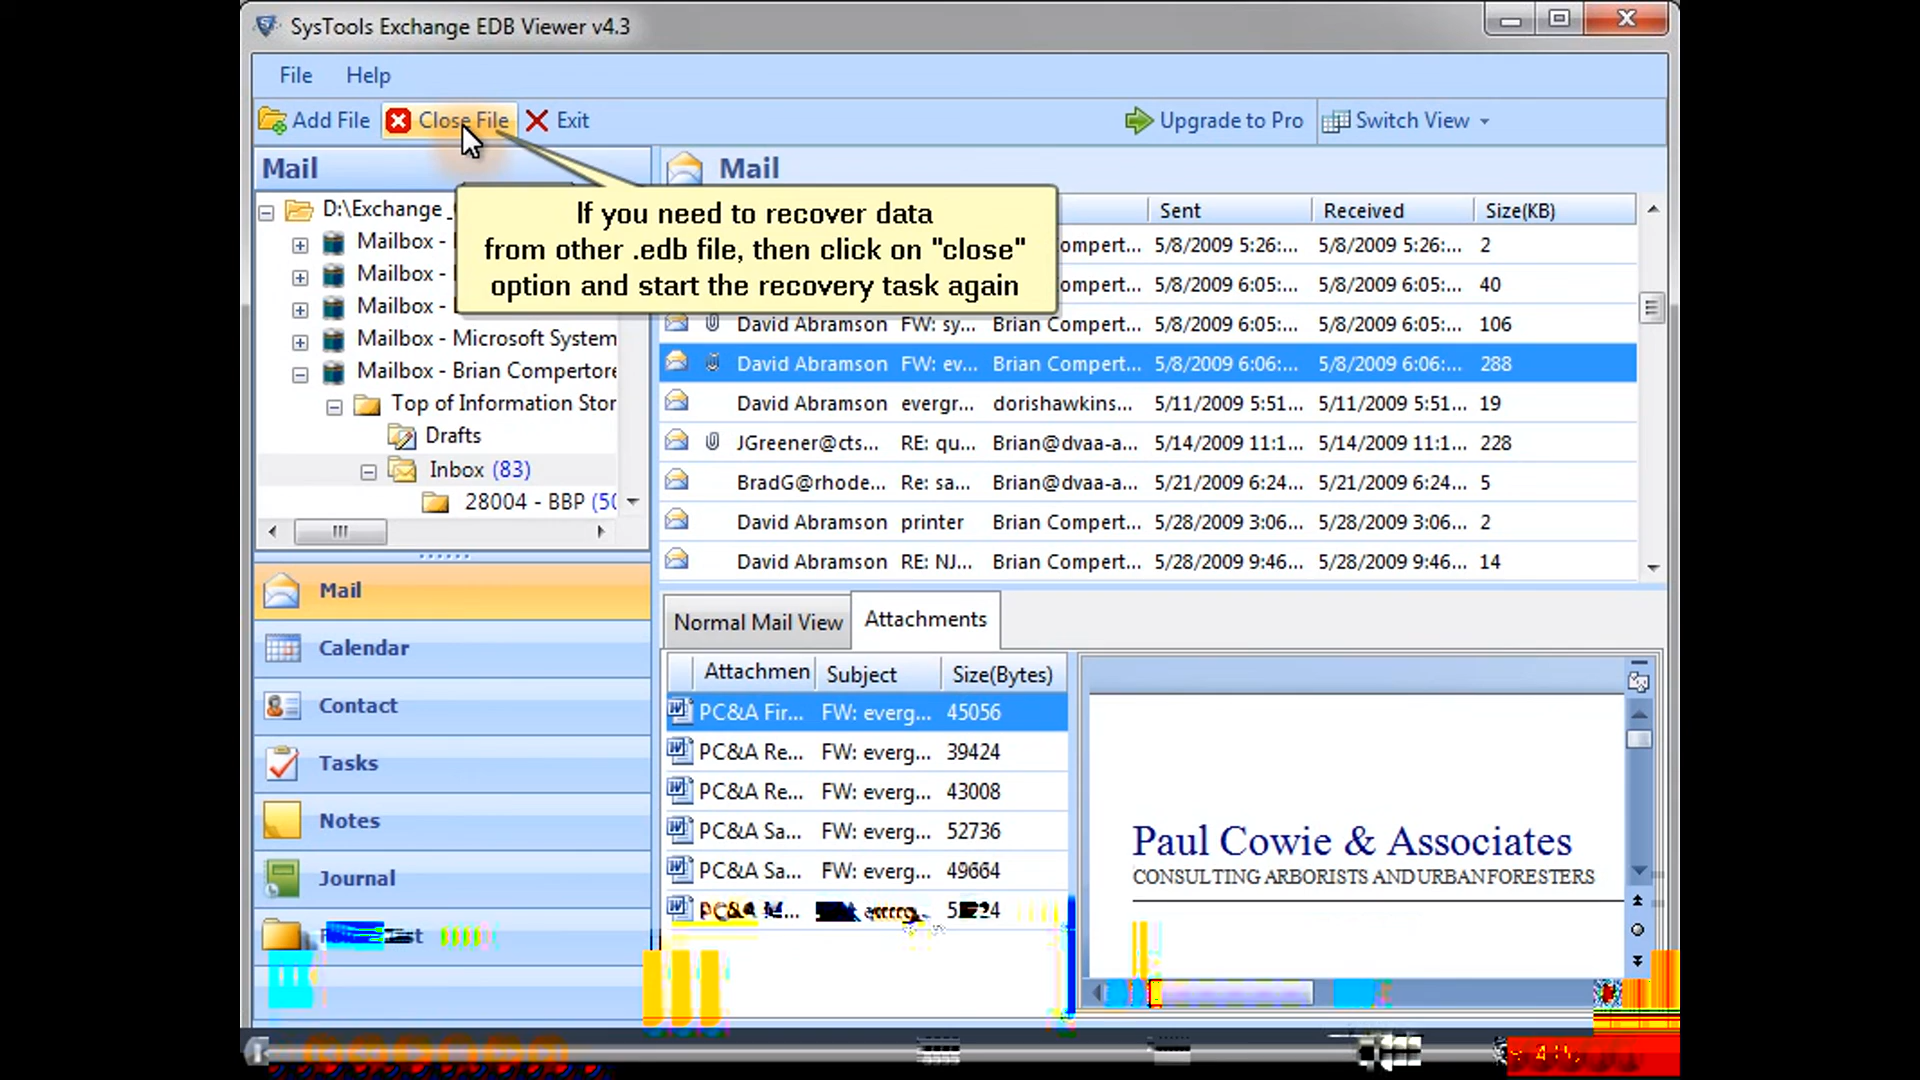 SysTools Exchange EDB Viewer v4.3
File Help
Add File Close File Exit Upgrade to Pro Switch View
Mail
Mail
If you need to recover data
from other .edb file, then click on "close"
option and start the recovery task again
D:\Exchange_
Mailbox -
Mailbox -
Mailbox -
Mailbox - Microsoft System
Mailbox - Brian Compertore
Top of Information Stor
Drafts
Inbox (83)
28004 - BBP (50
Sent Received Size(KB)
ompert... 5/8/2009 5:26:... 5/8/2009 5:26:... 2
ompert... 5/8/2009 6:05:... 5/8/2009 6:05:... 40
David Abramson FW: sy... Brian Compert... 5/8/2009 6:05:... 5/8/2009 6:05:... 106
David Abramson FW: ev... Brian Compert... 5/8/2009 6:06:... 5/8/2009 6:06:... 288
David Abramson evergr... dorishawkins... 5/11/2009 5:51... 5/11/2009 5:51... 19
JGreener@cts... RE: qu... Brian@dvaa-a... 5/14/2009 11:1... 5/14/2009 11:1... 228
BradG@rhode... Re: sa... Brian@dvaa-a... 5/21/2009 6:24... 5/21/2009 6:24... 5
David Abramson printer Brian Compert... 5/28/2009 3:06... 5/28/2009 3:06... 2
David Abramson RE: NJ... Brian Compert... 5/28/2009 9:46... 5/28/2009 9:46... 14
Mail
Calendar
Contact
Tasks
Notes
Journal
Normal Mail View Attachments
Attachmen Subject Size(Bytes)
PC&A Fir... FW: everg... 45056
PC&A Re... FW: everg... 39424
PC&A Re... FW: everg... 43008
PC&A Sa... FW: everg... 52736
PC&A Sa... FW: everg... 49664
PC&A M...
Paul Cowie & Associates
CONSULTING ARBORISTS AND URBAN FORESTERS